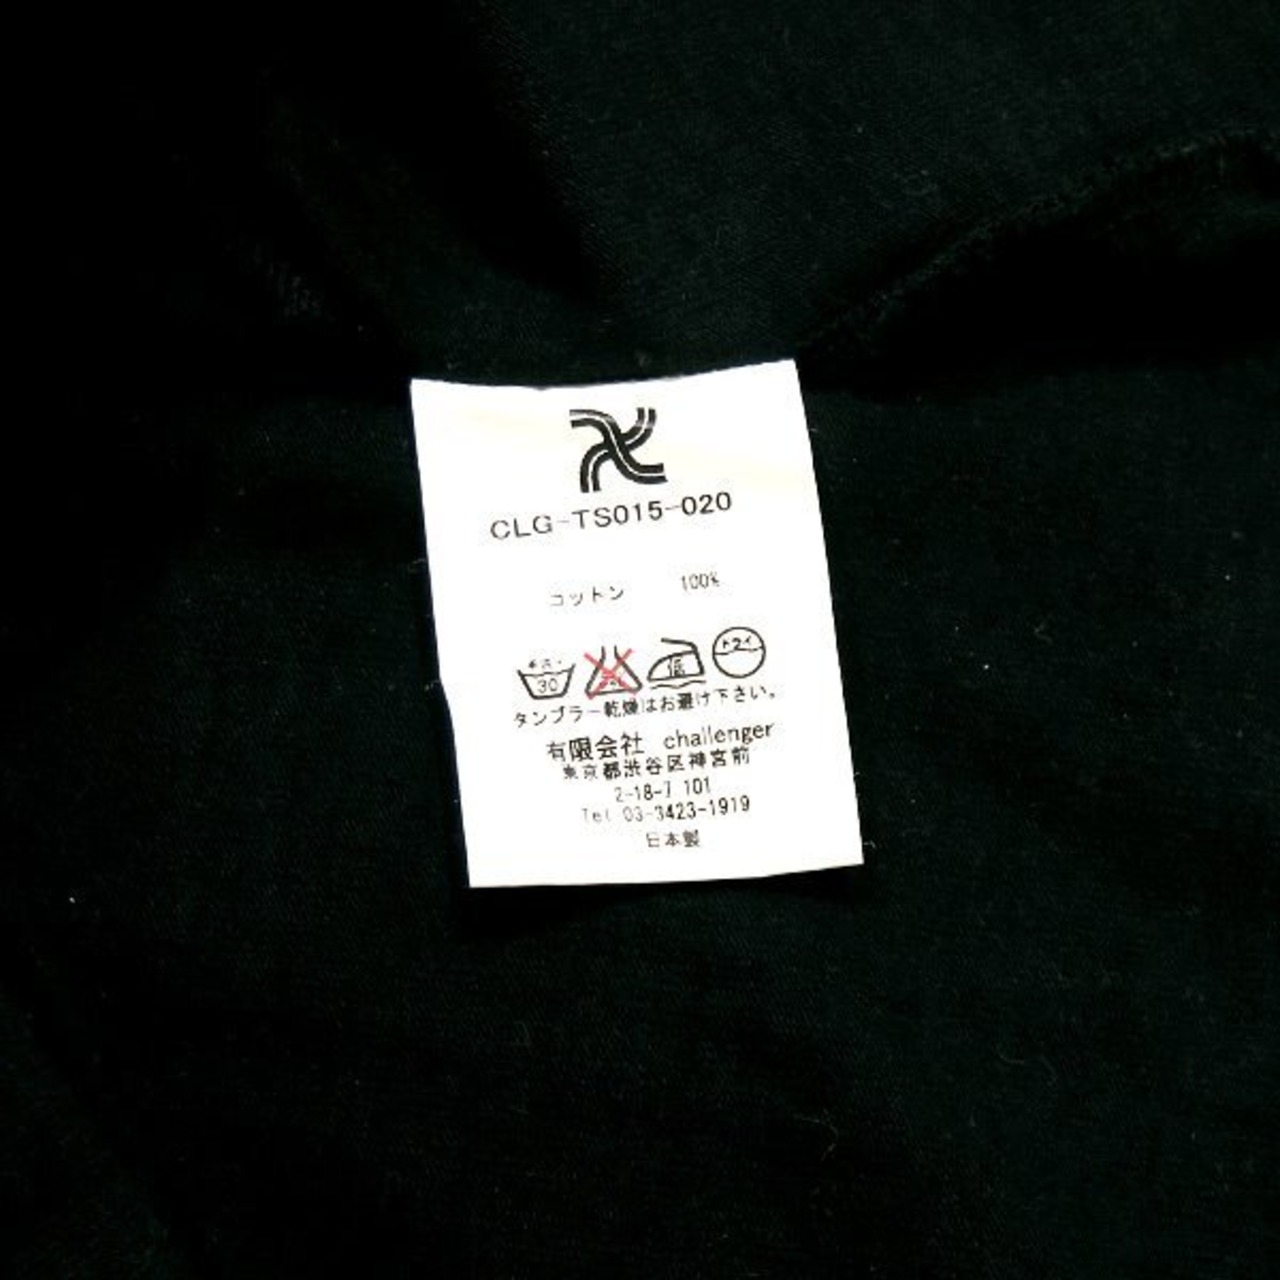 CLG-TS015-020
コットン 100%
30 低 ドライ
タンブラー乾燥はお避け下さい。
有限会社 challenger
東京都渋谷区神宮前
2-18-7 101
Tel 03-3423-1919
日本製